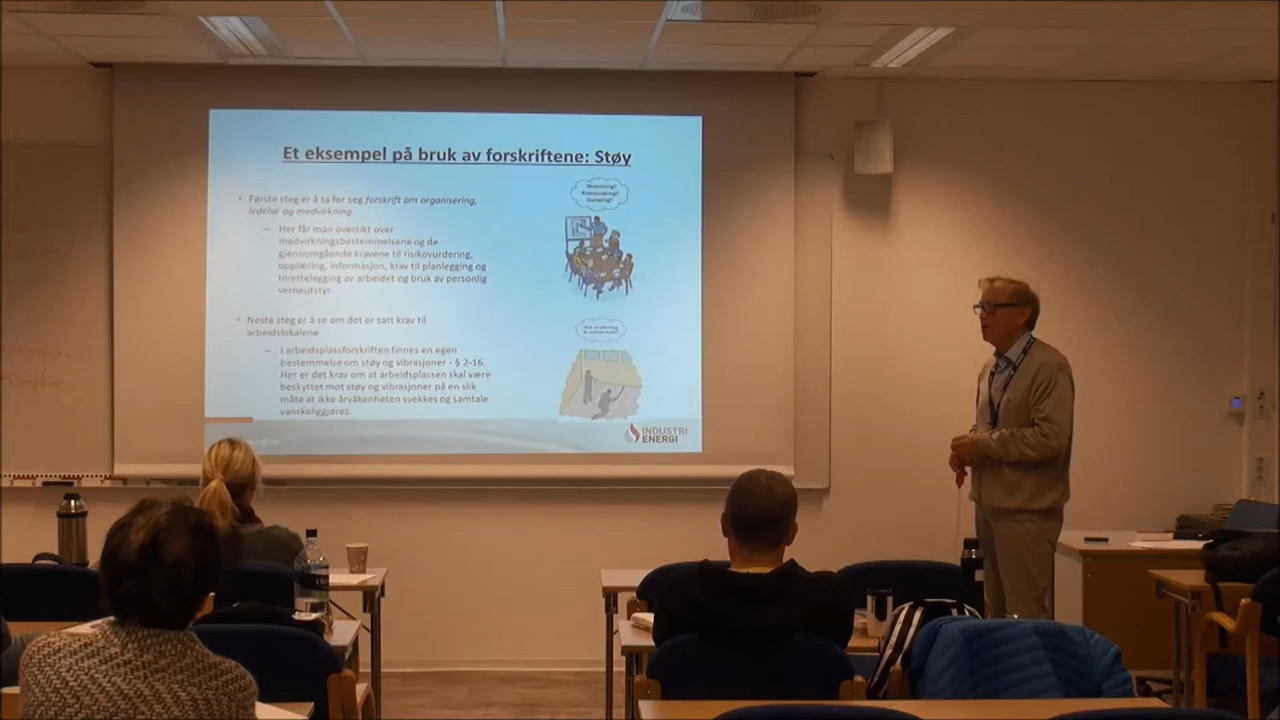 Et eksempel på bruk av forskriftene: Støy
• Første steg er å ta for seg forskrift om organisering,
ledelse og medvirkning.
– Her får man oversikt over
medvirkningsbestemmelsene og de
gjennomgående kravene til risikovurdering,
opplæring, informasjon, krav til planlegging og
tilrettelegging av arbeidet og bruk av personlig
verneutstyr.
• Neste steg er å se om det er satt krav til
arbeidslokalene.
– I arbeidsplassforskriften finnes en egen
bestemmelse om støy og vibrasjoner - § 2-16.
Her er det krav om at arbeidsplassen skal være
beskyttet mot støy og vibrasjoner på en slik
måte at ikke årvåkenheten svekkes og samtale
vanskeliggjøres.
Medvirkning?
Risikovurdering?
INDUSTRI
ENERGI